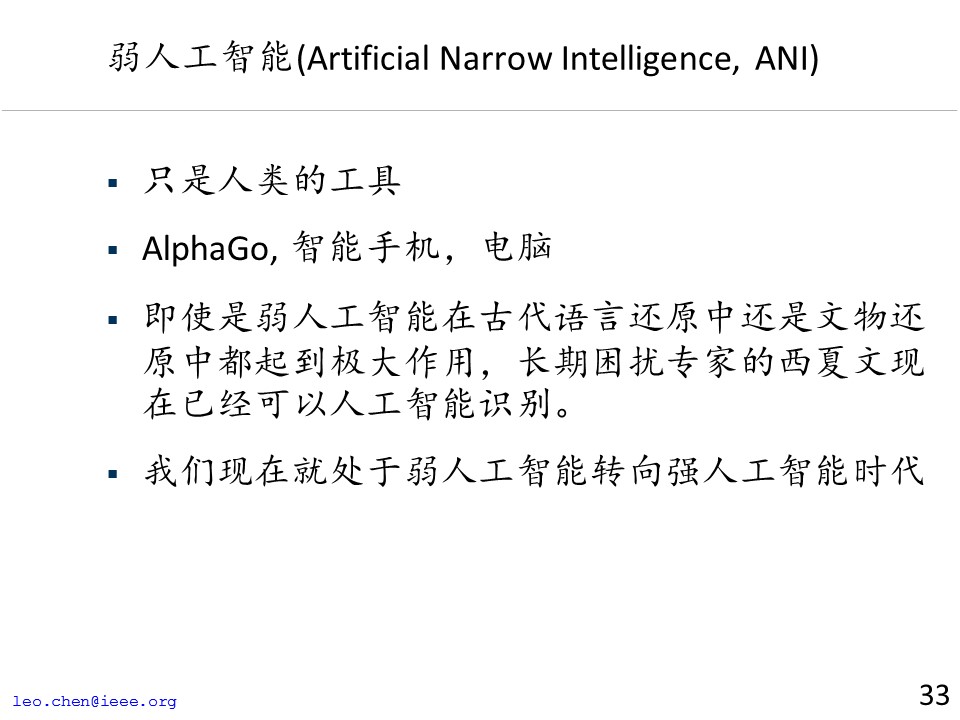 弱人工智能(Artificial Narrow Intelligence, ANI)
▪ 只是人类的工具
▪ AlphaGo, 智能手机，电脑
▪ 即使是弱人工智能在古代语言还原中还是文物还
原中都起到极大作用，长期困扰专家的西夏文现
在已经可以人工智能识别。
▪ 我们现在就处于弱人工智能转向强人工智能时代
leo.chen@ieee.org
33